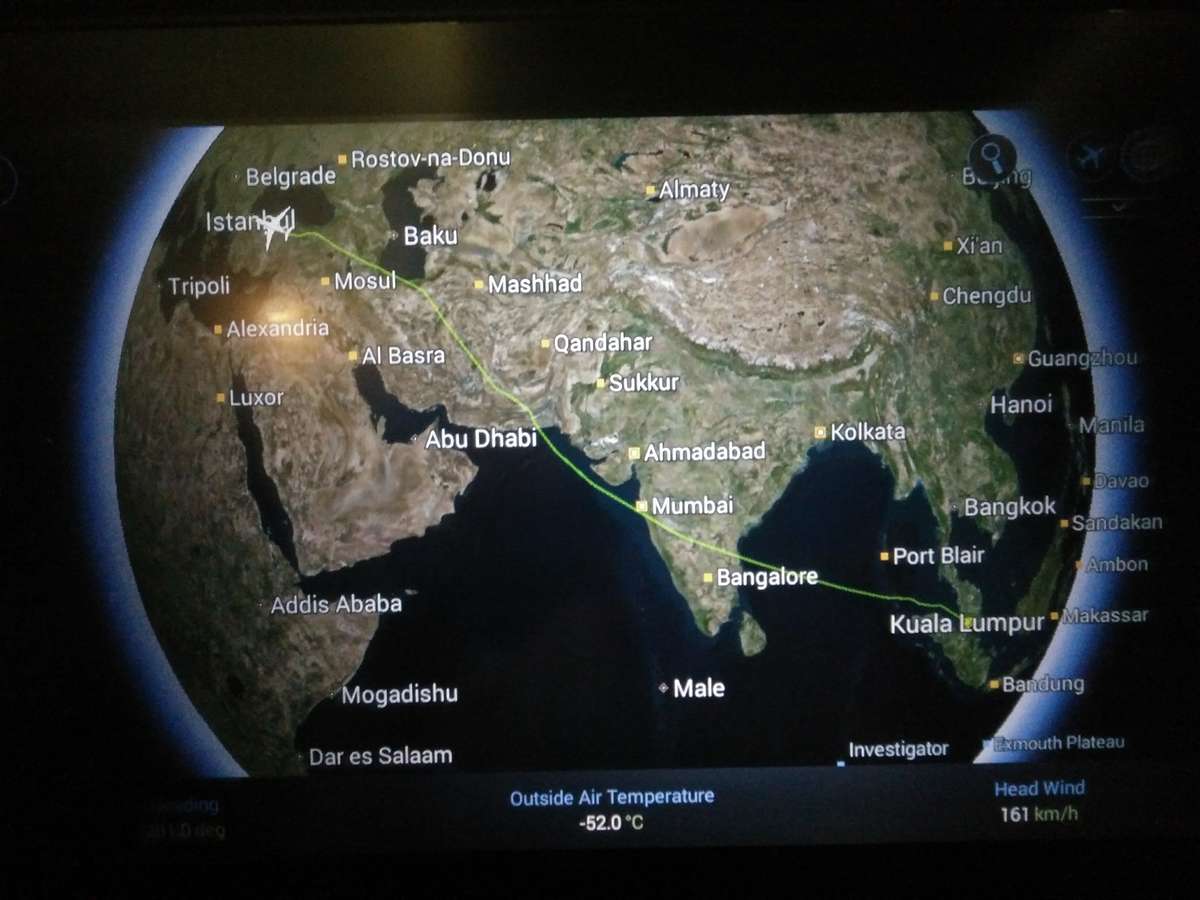 Rostov-na-Donu
Belgrade
Almaty
Istanbul
Baku
Xi'an
Tripoli
Mosul
Mashhad
Chengdu
Alexandria
Al Basra
Qandahar
Guangzhou
Luxor
Sukkur
Hanoi
Abu Dhabi
Kolkata
Manila
Ahmadabad
Davao
Mumbai
Bangkok
Sandakan
Port Blair
Ambon
Bangalore
Addis Ababa
Kuala Lumpur
Makassar
Male
Bandung
Mogadishu
Dar es Salaam
Investigator
Exmouth Plateau
Outside Air Temperature
-52.0 °C
Head Wind
161 km/h